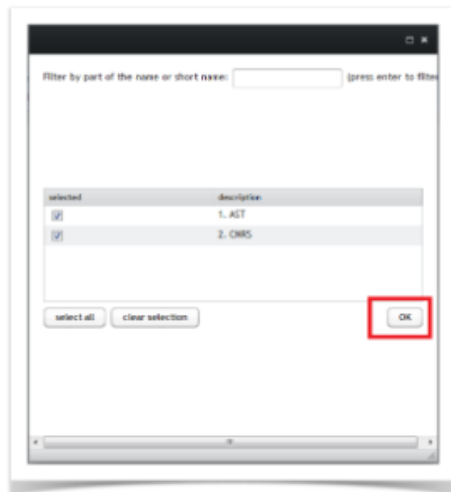 Filter by part of the name or short name: (press enter to filter
selected description
1. AST
2. CNRS
select all clear selection OK